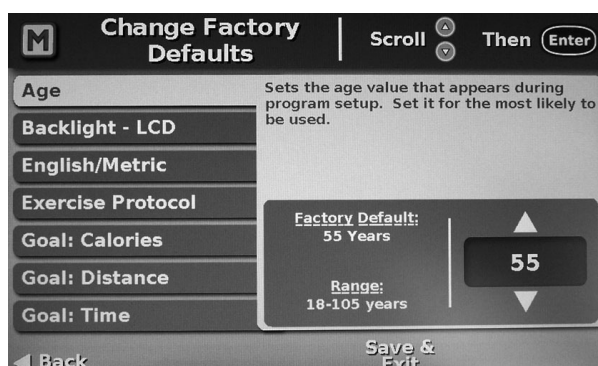 M
Change Factory
Defaults
Scroll
Then Enter
Age
Backlight - LCD
English/Metric
Exercise Protocol
Goal: Calories
Goal: Distance
Goal: Time
Sets the age value that appears during
program setup.  Set it for the most likely to
be used.
Factory Default:
55 Years
Range:
18-105 years
55
Back
Save &
Exit